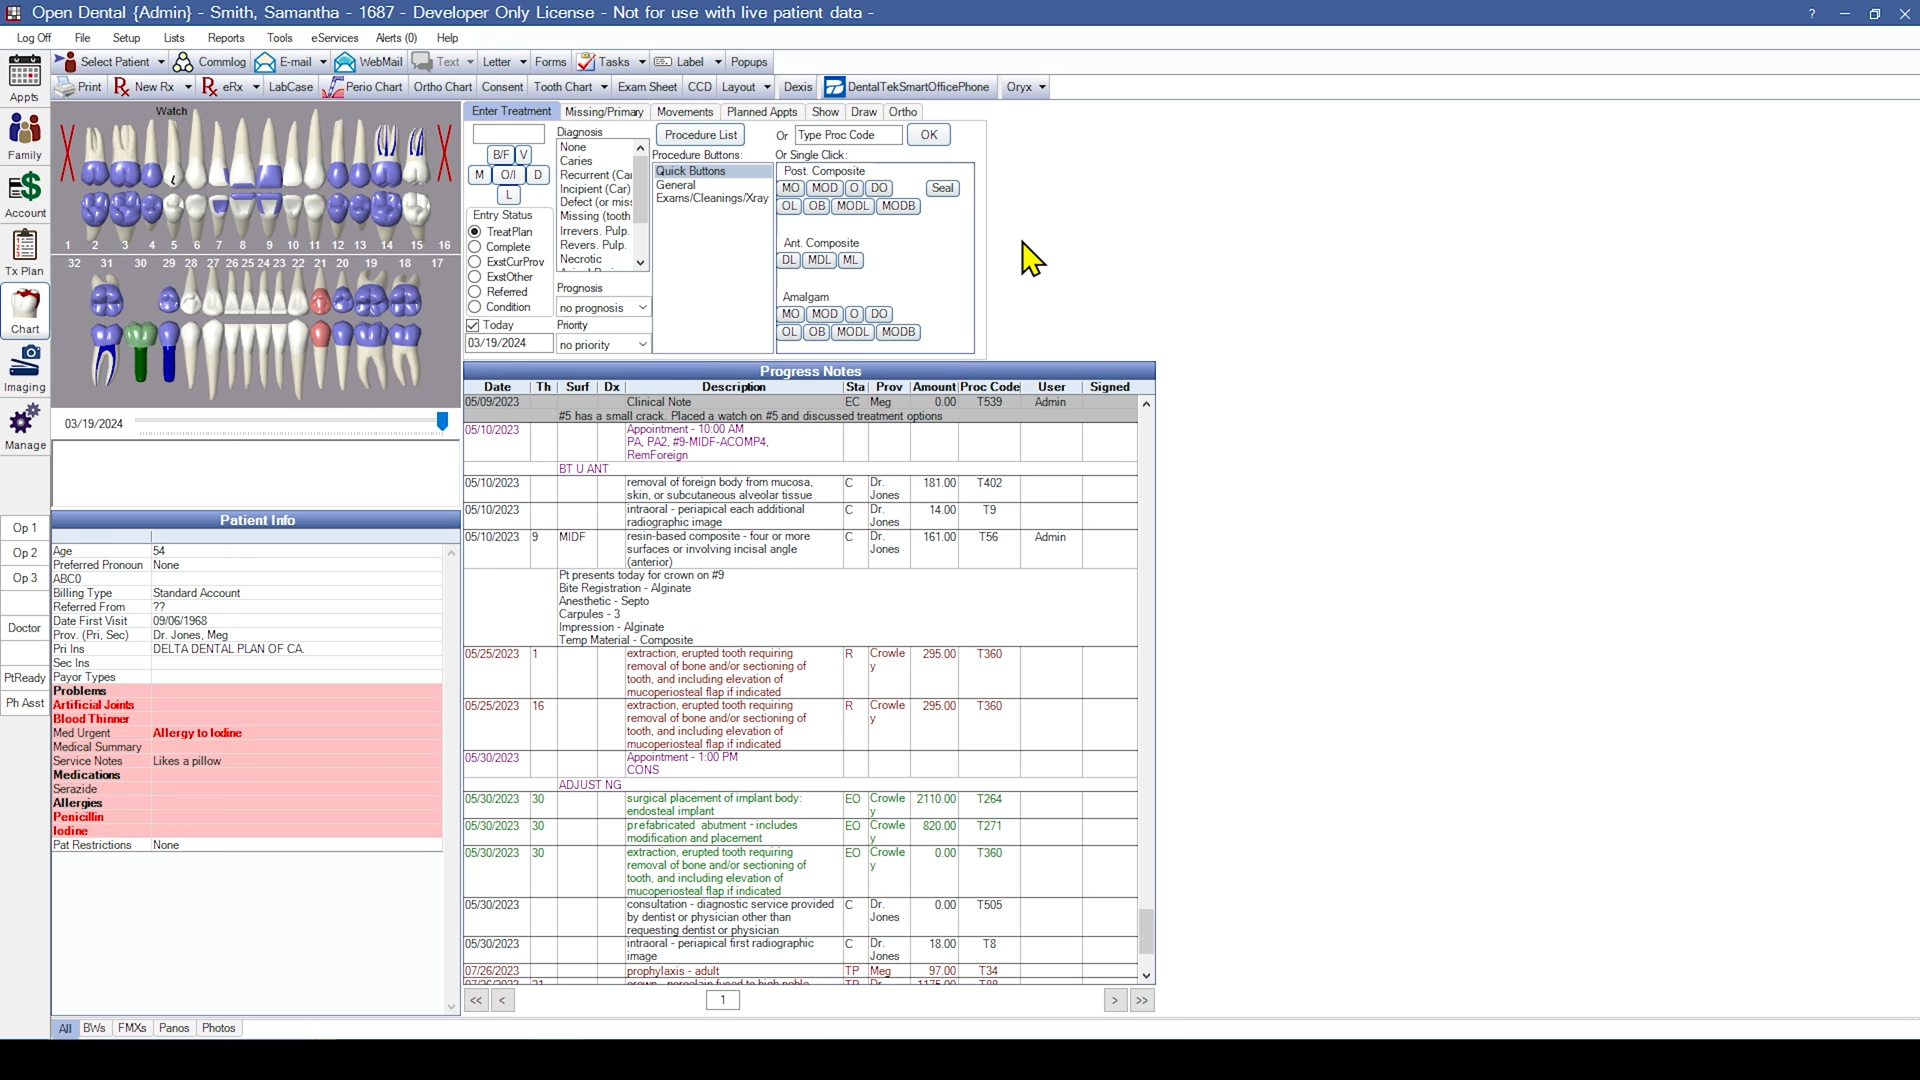 Open Dental {Admin} - Smith, Samantha - 1687 - Developer Only License - Not for use with live patient data -
Log Off File Setup Lists Reports Tools eServices Alerts (0) Help
Select Patient Commlog E-mail WebMail Text Letter Forms Tasks Label Popups
Print New Rx eRx LabCase Perio Chart Ortho Chart Consent Tooth Chart Exam Sheet CCD Layout Dexis DentalTekSmartOfficePhone Oryx
Appts
Family
Account
Tx Plan
Chart
Imaging
Manage
Op 1
Op 2
Op 3
Doctor
PtReady
Ph Asst
Watch
1 2 3 4 5 6 7 8 9 10 11 12 13 14 15 16
32 31 30 29 28 27 26 25 24 23 22 21 20 19 18 17
03/19/2024
Patient Info
Age 54
Preferred Pronoun None
ABC0
Billing Type Standard Account
Referred From ??
Date First Visit 09/06/1968
Prov. (Pri, Sec) Dr. Jones, Meg
Pri Ins DELTA DENTAL PLAN OF CA.
Sec Ins
Payor Types
Problems
Artificial Joints
Blood Thinner
Med Urgent Allergy to Iodine
Medical Summary
Service Notes Likes a pillow
Medications
Serazide
Allergies
Penicillin
Iodine
Pat Restrictions None
All BWs FMXs Panos Photos
Enter Treatment Missing/Primary Movements Planned Appts Show Draw Ortho
B/F V
M O/I D
L
Entry Status
TreatPlan
Complete
ExstCurProv
ExstOther
Referred
Condition
Today
03/19/2024
Diagnosis
None
Caries
Recurrent (Car
Incipient (Car)
Defect (or miss
Missing (tooth
Irrevers. Pulp.
Revers. Pulp.
Necrotic
Prognosis
no prognosis
Priority
no priority
Procedure List
Or Type Proc Code OK
Procedure Buttons:
Quick Buttons
General
Exams/Cleanings/Xray
Or Single Click:
Post. Composite
MO MOD O DO Seal
OL OB MODL MODB
Ant. Composite
DL MDL ML
Amalgam
MO MOD O DO
OL OB MODL MODB
Progress Notes
Date Th Surf Dx Description Sta Prov Amount Proc Code User Signed
05/09/2023 Clinical Note EC Meg 0.00 T539 Admin
#5 has a small crack. Placed a watch on #5 and discussed treatment options
05/10/2023 Appointment - 10:00 AM
PA, PA2, #9-MIDF-ACOMP4,
RemForeign
BT U ANT
05/10/2023 removal of foreign body from mucosa, C Dr. 181.00 T402
skin, or subcutaneous alveolar tissue Jones
05/10/2023 intraoral - periapical each additional C Dr. 14.00 T9
radiographic image Jones
05/10/2023 9 MIDF resin-based composite - four or more C Dr. 161.00 T56 Admin
surfaces or involving incisal angle Jones
(anterior)
Pt presents today for crown on #9
Bite Registration - Alginate
Anesthetic - Septo
Carpules - 3
Impression - Alginate
Temp Material - Composite
05/25/2023 1 extraction, erupted tooth requiring R Crowle 295.00 T360
removal of bone and/or sectioning of y
tooth, and including elevation of
mucoperiosteal flap if indicated
05/25/2023 16 extraction, erupted tooth requiring R Crowle 295.00 T360
removal of bone and/or sectioning of y
tooth, and including elevation of
mucoperiosteal flap if indicated
05/30/2023 Appointment - 1:00 PM
CONS
ADJUST NG
05/30/2023 30 surgical placement of implant body: EO Crowle 2110.00 T264
endosteal implant y
05/30/2023 30 prefabricated abutment - includes EO Crowle 820.00 T271
modification and placement y
05/30/2023 30 extraction, erupted tooth requiring EO Crowle 0.00 T360
removal of bone and/or sectioning of y
tooth, and including elevation of
mucoperiosteal flap if indicated
05/30/2023 consultation - diagnostic service provided C Dr. 0.00 T505
by dentist or physician other than Jones
requesting dentist or physician
05/30/2023 intraoral - periapical first radiographic C Dr. 18.00 T8
image Jones
07/26/2023 prophylaxis - adult TP Meg 97.00 T34
07/26/2023 21 crown - porcelain fused to high noble TP Dr. 1175.00 T88
<< < 1 > >>